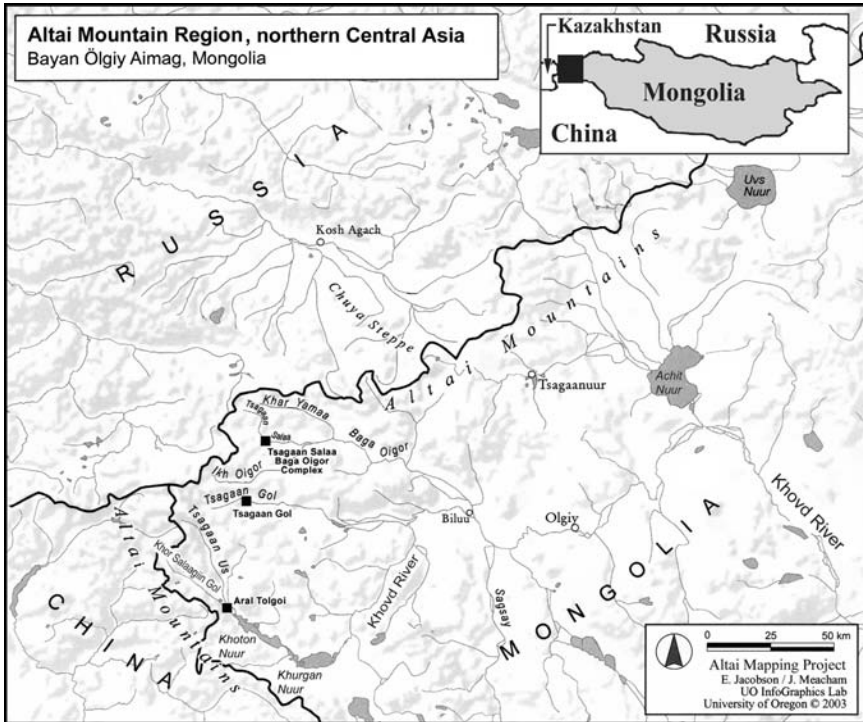 Altai Mountain Region, northern Central Asia
Bayan Ölgiy Aimag, Mongolia
Kazakhstan
Russia
Mongolia
China
RUSSIA
Uvs
Nuur
Kosh Agach
Chuya Steppe
Altai Mountains
Tsagaanuur
Achit
Nuur
Khar Yamaa
Tsagaan
Salaa
Baga Oigor
Tsagaan Salaa
Baga Oigor
Complex
Ikh Oigor
Tsagaan Gol
Tsagaan Gol
Tsagaan Us
Biluu
Olgiy
Khovd River
Altai Mountains
Khor Salaagiin Gol
Aral Tolgoi
Khovd River
Sagsay
MONGOLIA
CHINA
Khoton
Nuur
Khurgan
Nuur
0 25 50 km
Altai Mapping Project
E. Jacobson / J. Meacham
UO InfoGraphics Lab
University of Oregon © 2003